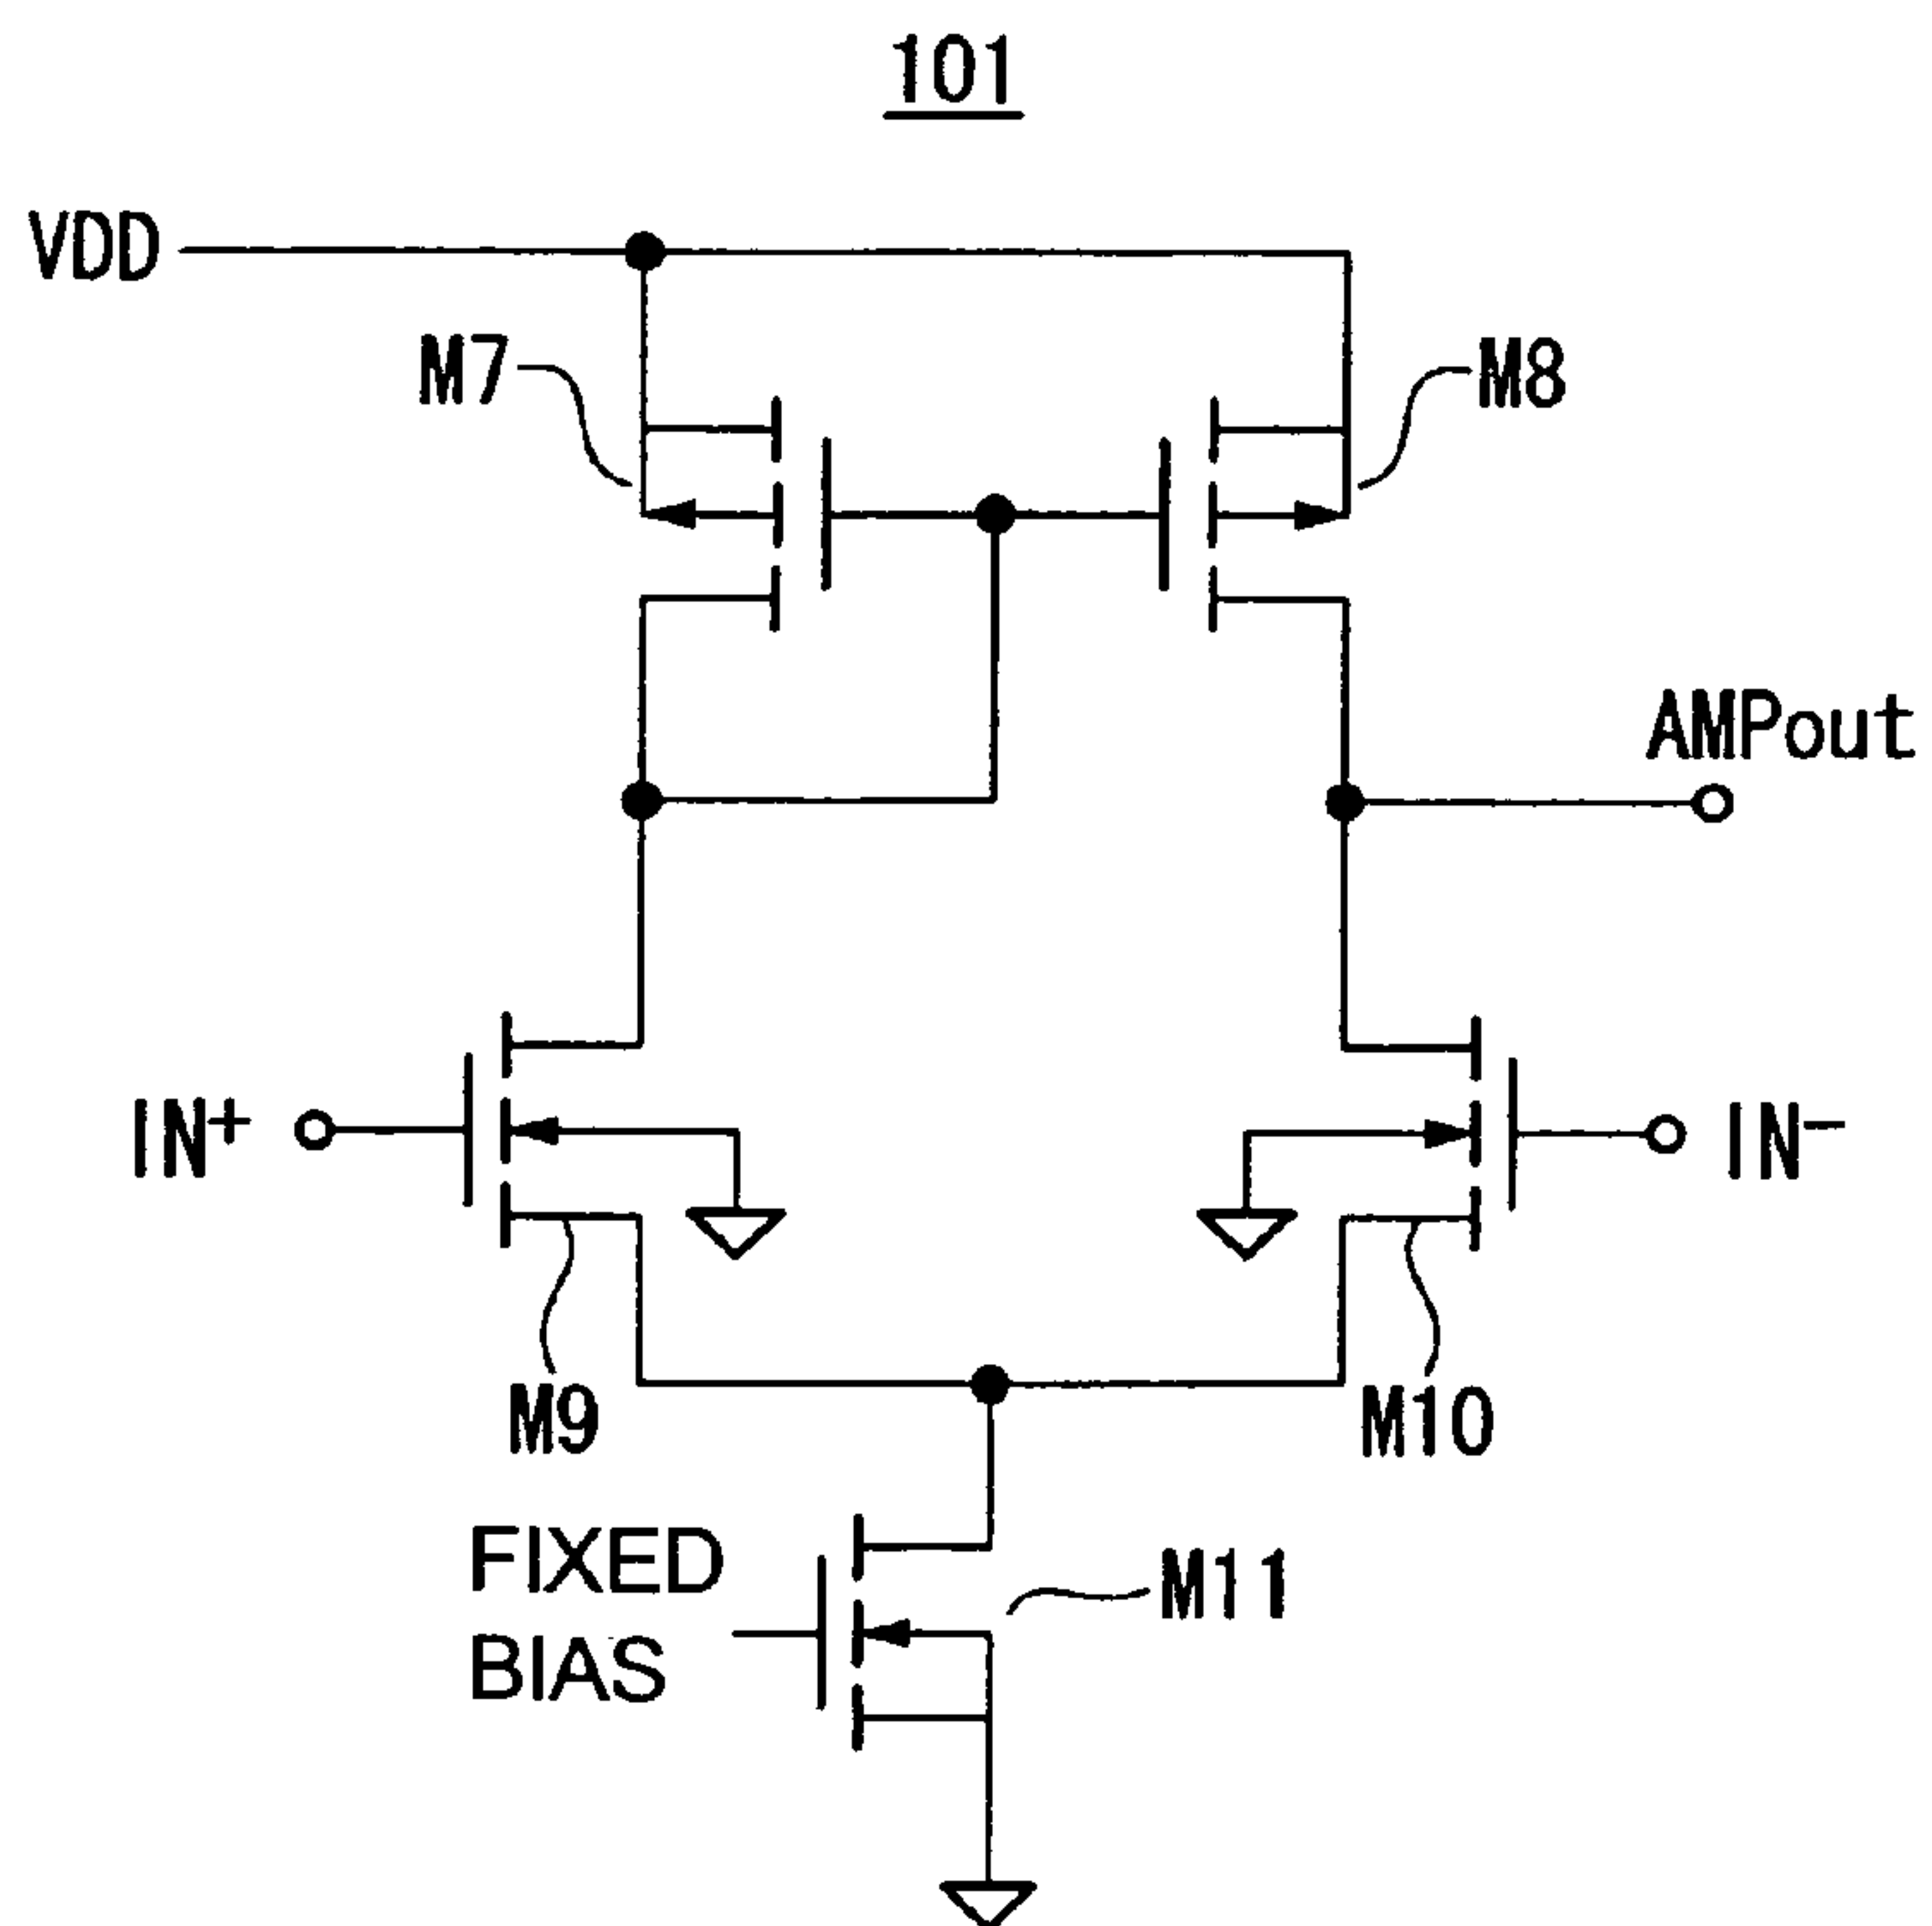 101
VDD
M7
M8
AMPout
IN+
IN−
M9
M10
FIXED
BIAS
M11